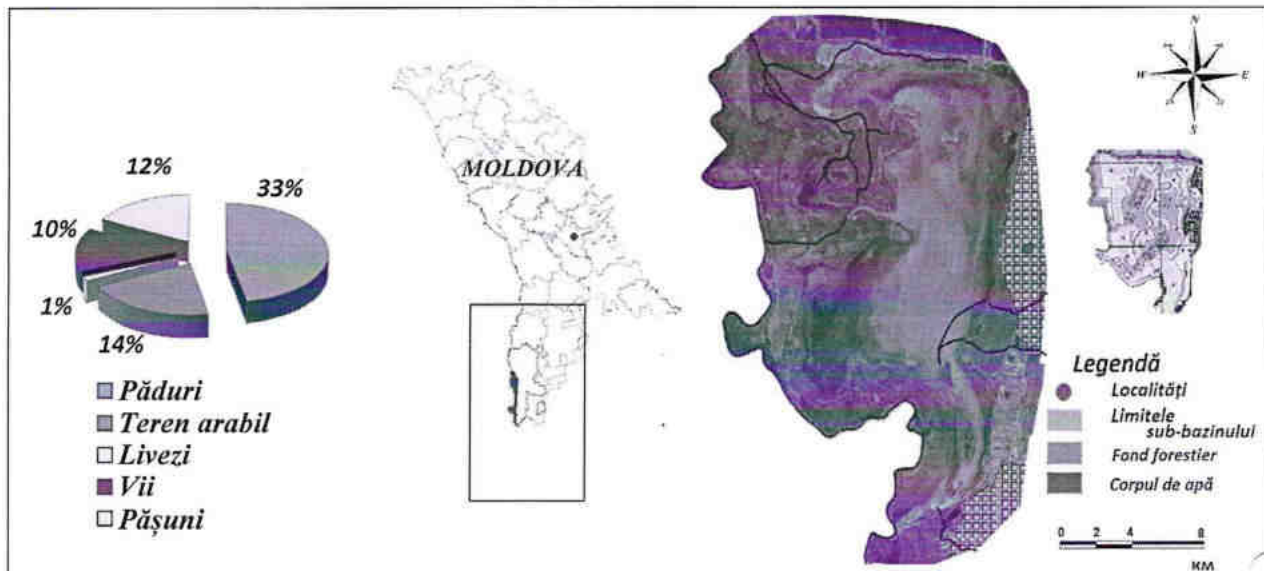 12%
33%
10%
1%
14%
Păduri
Teren arabil
Livezi
Vii
Pășuni
MOLDOVA
N
W
E
S
Legendă
Localități
Limitele
sub-bazinului
Fond forestier
Corpul de apă
0 2 4 8
КМ